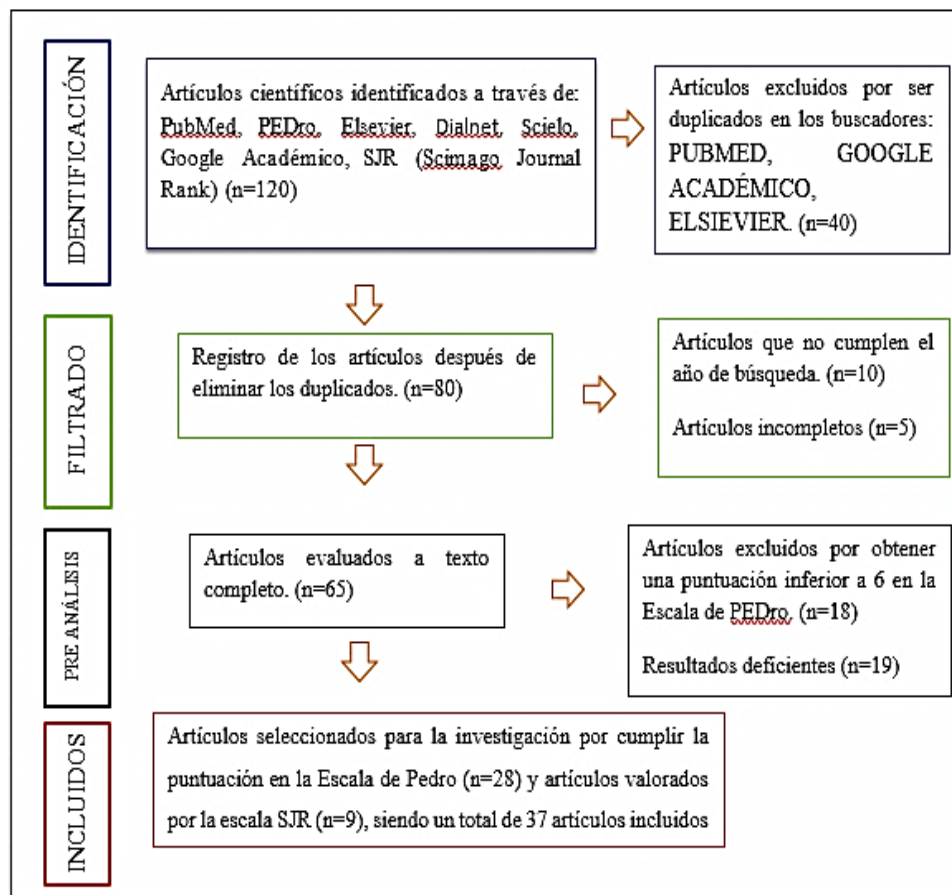 IDENTIFICACIÓN
Artículos científicos identificados a través de:
PubMed, PEDro, Elsevier, Dialnet, Scielo,
Google Académico, SJR (Scimago Journal
Rank) (n=120)
Artículos excluidos por ser
duplicados en los buscadores:
PUBMED, GOOGLE
ACADÉMICO,
ELSIEVIER. (n=40)
FILTRADO
Registro de los artículos después de
eliminar los duplicados. (n=80)
Artículos que no cumplen el
año de búsqueda. (n=10)
Artículos incompletos (n=5)
PRE ANÁLISIS
Artículos evaluados a texto
completo. (n=65)
Artículos excluidos por obtener
una puntuación inferior a 6 en la
Escala de PEDro. (n=18)
Resultados deficientes (n=19)
INCLUIDOS
Artículos seleccionados para la investigación por cumplir la
puntuación en la Escala de Pedro (n=28) y artículos valorados
por la escala SJR (n=9), siendo un total de 37 artículos incluidos